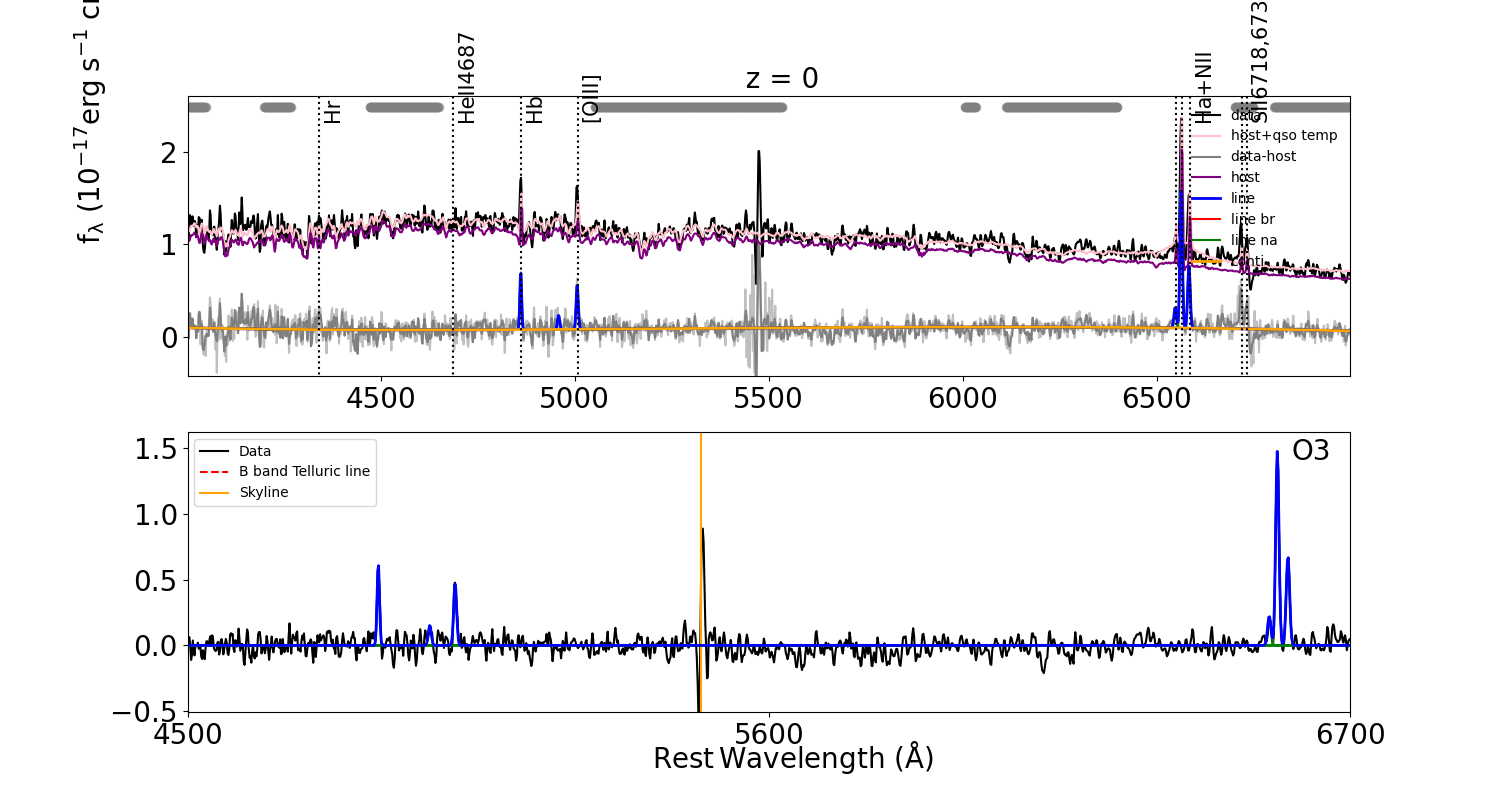 z = 0
f_λ (10^−17 erg s^−1 c
Hr
HeII4687
Hb
[OIII]
Ha+NII
SII6718,673
data
host+qso temp
data-host
host
line
line br
line na
conti
2
1
0
4500 5000 5500 6000 6500
Data
B band Telluric line
Skyline
O3
1.5
1.0
0.5
0.0
−0.5
4500 5600 6700
Rest Wavelength (Å)